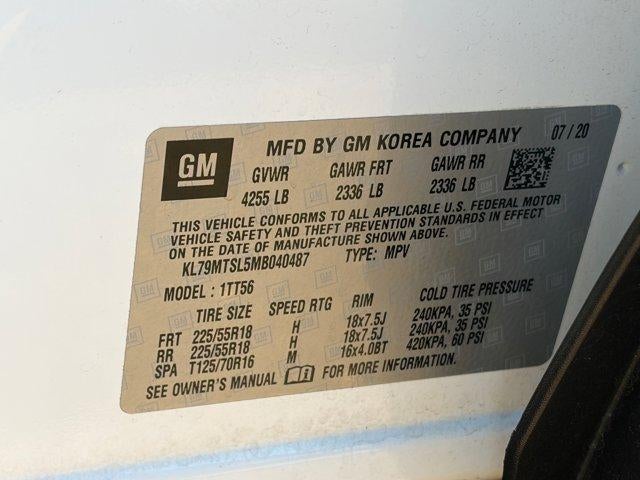 GM
MFD BY GM KOREA COMPANY 07/20
GVWR GAWR FRT GAWR RR
4255 LB 2336 LB 2336 LB
THIS VEHICLE CONFORMS TO ALL APPLICABLE U.S. FEDERAL MOTOR
VEHICLE SAFETY AND THEFT PREVENTION STANDARDS IN EFFECT
ON THE DATE OF MANUFACTURE SHOWN ABOVE.
KL79MTSL5MB040487 TYPE: MPV
MODEL : 1TT56
TIRE SIZE SPEED RTG RIM COLD TIRE PRESSURE
FRT 225/55R18 H 18x7.5J 240KPA, 35 PSI
RR 225/55R18 H 18x7.5J 240KPA, 35 PSI
SPA T125/70R16 M 16x4.0BT 420KPA, 60 PSI
SEE OWNER'S MANUAL FOR MORE INFORMATION